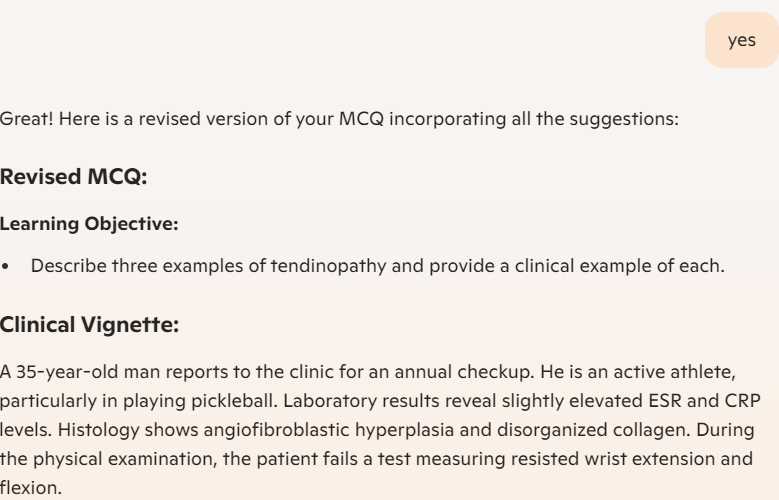 yes
Great! Here is a revised version of your MCQ incorporating all the suggestions:
Revised MCQ:
Learning Objective:
• Describe three examples of tendinopathy and provide a clinical example of each.
Clinical Vignette:
A 35-year-old man reports to the clinic for an annual checkup. He is an active athlete,
particularly in playing pickleball. Laboratory results reveal slightly elevated ESR and CRP
levels. Histology shows angiofibroblastic hyperplasia and disorganized collagen. During
the physical examination, the patient fails a test measuring resisted wrist extension and
flexion.